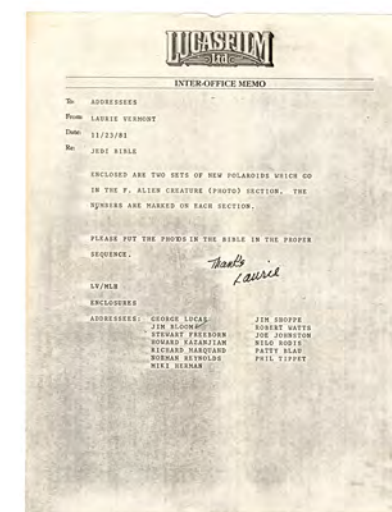 LUCASFILM
Ltd
INTER-OFFICE MEMO
To: ADDRESSEES
From: LAURIE VERMONT
Date: 11/23/81
Re: JEDI BIBLE
ENCLOSED ARE TWO SETS OF NEW POLAROIDS WHICH GO
IN THE F. ALIEN CREATURE (PHOTO) SECTION. THE
NUMBERS ARE MARKED ON EACH SECTION.
PLEASE PUT THE PHOTOS IN THE BIBLE IN THE PROPER
SEQUENCE.
Thanks
Laurie
LV/MLB
ENCLOSURES
ADDRESSEES: GEORGE LUCAS JIM SHOPPE
JIM BLOOM ROBERT WATTS
STEWART FREEBORN JOE JOHNSTON
HOWARD KAZANJIAM NILO RODIS
RICHARD MARQUAND PATTY BLAU
NORMAN REYNOLDS PHIL TIPPET
MIKI HERMAN